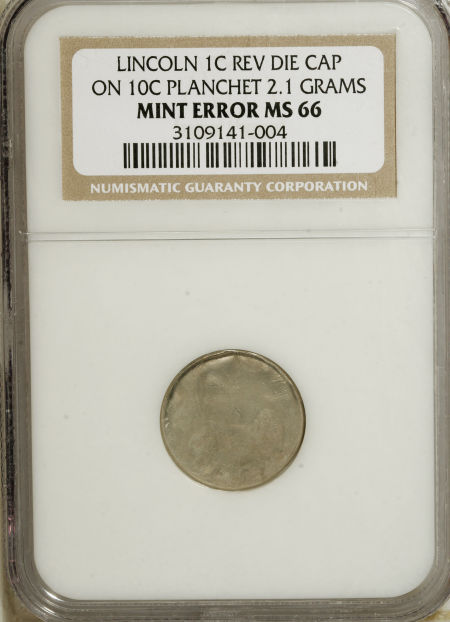 LINCOLN 1C REV DIE CAP
ON 10C PLANCHET 2.1 GRAMS
MINT ERROR MS 66
3109141-004
NUMISMATIC GUARANTY CORPORATION